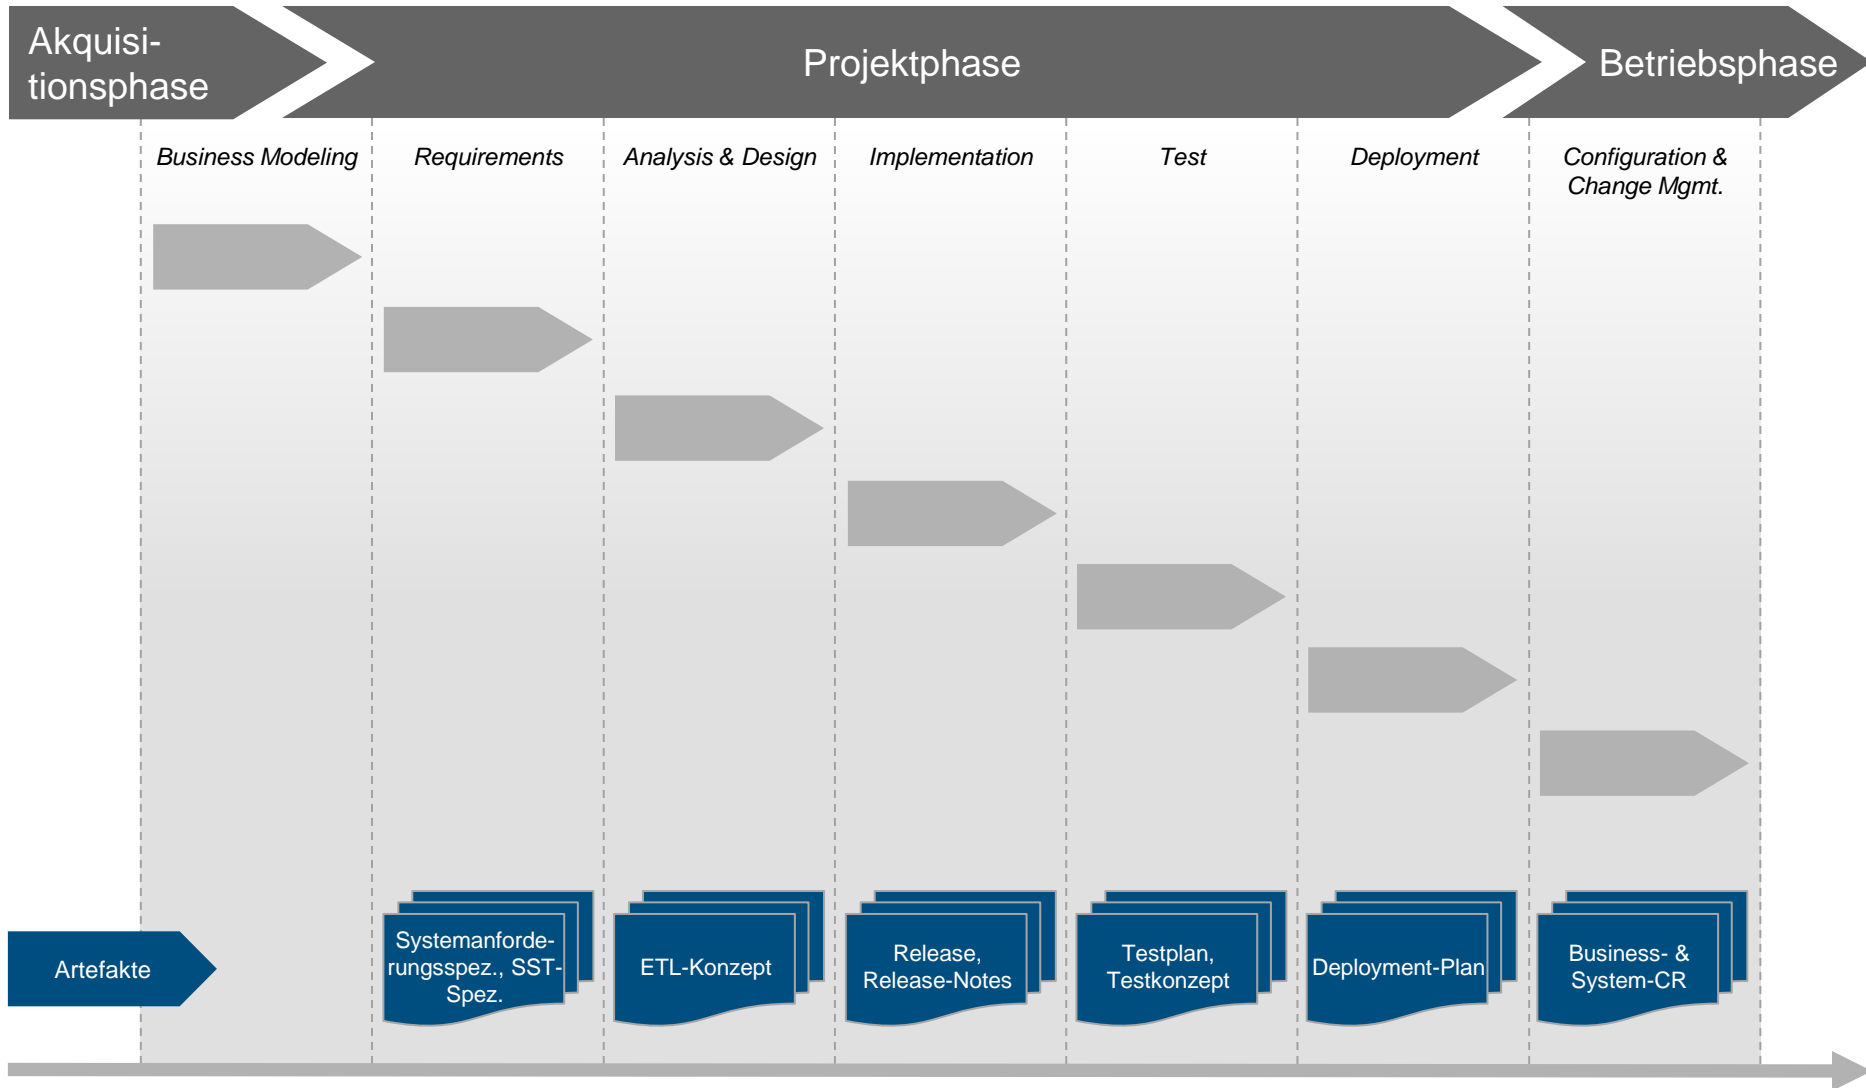 Akquisi-
tionsphase
Projektphase
Betriebsphase
Business Modeling
Requirements
Analysis & Design
Implementation
Test
Deployment
Configuration &
Change Mgmt.
Artefakte
Systemanforde-
rungsspez., SST-
Spez.
ETL-Konzept
Release,
Release-Notes
Testplan,
Testkonzept
Deployment-Plan
Business- &
System-CR